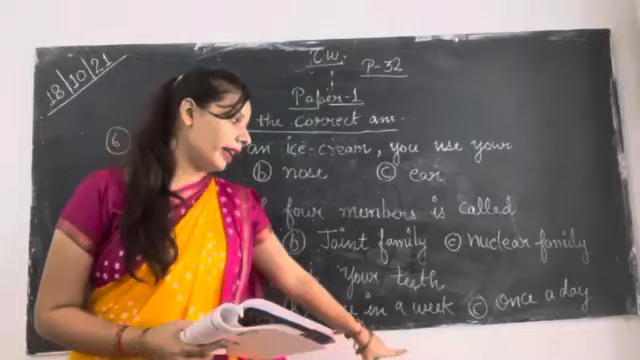 18/10/21
C.W.
P-32
Paper-1
the correct ans.
6 an ice-cream, you use your
b nose c ear
four members is called
b Joint family c nuclear family
your teeth
in a week c once a day